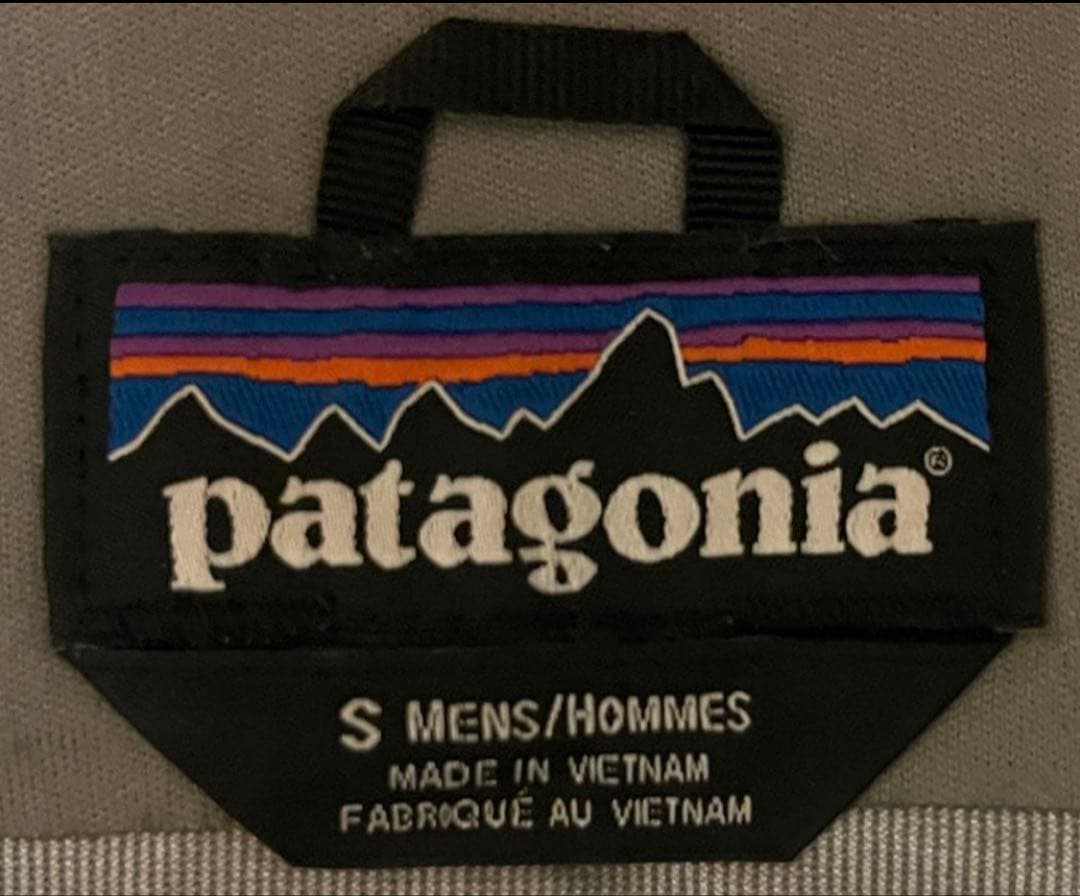 patagonia®
S MENS/HOMMES
MADE IN VIETNAM
FABRIQUÉ AU VIETNAM